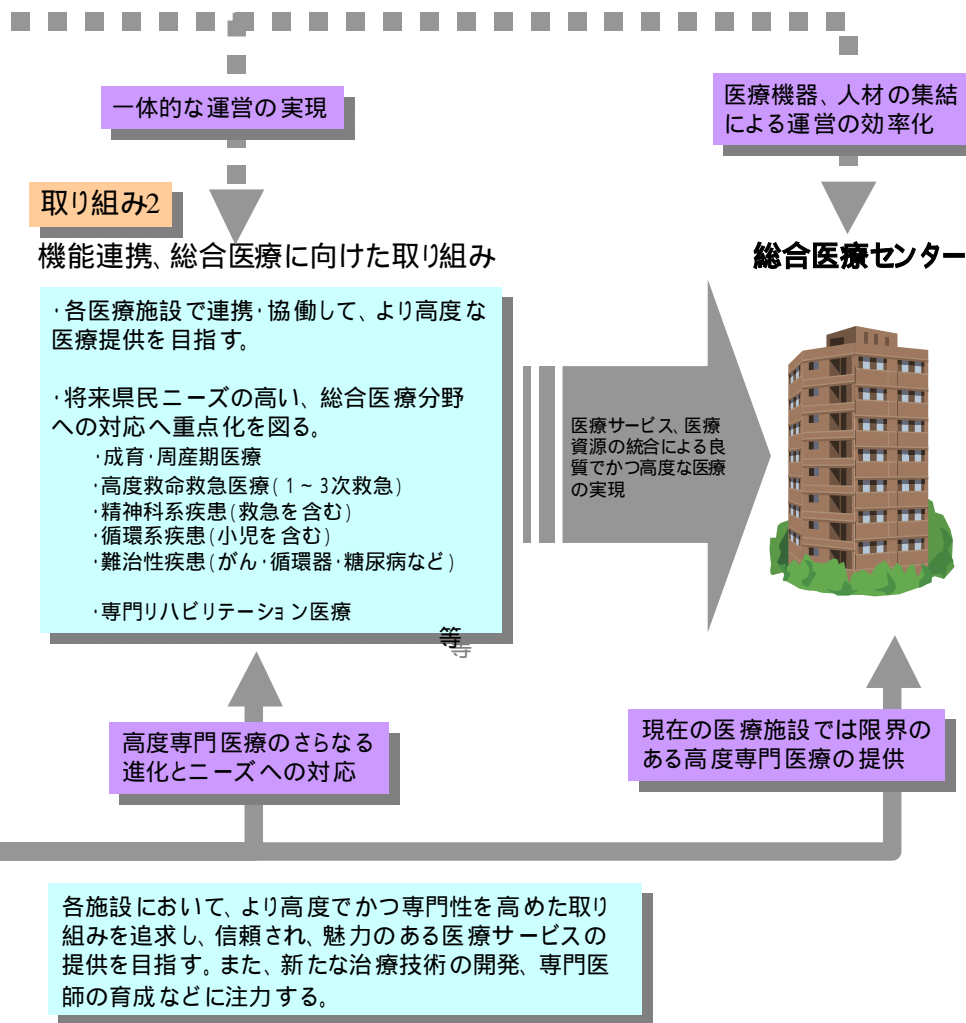 一体的な運営の実現
医療機器、人材の集結
による運営の効率化
取り組み2
機能連携、総合医療に向けた取り組み
総合医療センター
・各医療施設で連携・協働して、より高度な
医療提供を目指す。
・将来県民ニーズの高い、総合医療分野
への対応へ重点化を図る。
・成育・周産期医療
・高度救命救急医療(1~3次救急)
・精神科系疾患(救急を含む)
・循環系疾患(小児を含む)
・難治性疾患(がん・循環器・糖尿病など)
・専門リハビリテーション医療
等
医療サービス、医療
資源の統合による良
質でかつ高度な医療
の実現
高度専門医療のさらなる
進化とニーズへの対応
現在の医療施設では限界の
ある高度専門医療の提供
各施設において、より高度でかつ専門性を高めた取り
組みを追求し、信頼され、魅力のある医療サービスの
提供を目指す。また、新たな治療技術の開発、専門医
師の育成などに注力する。